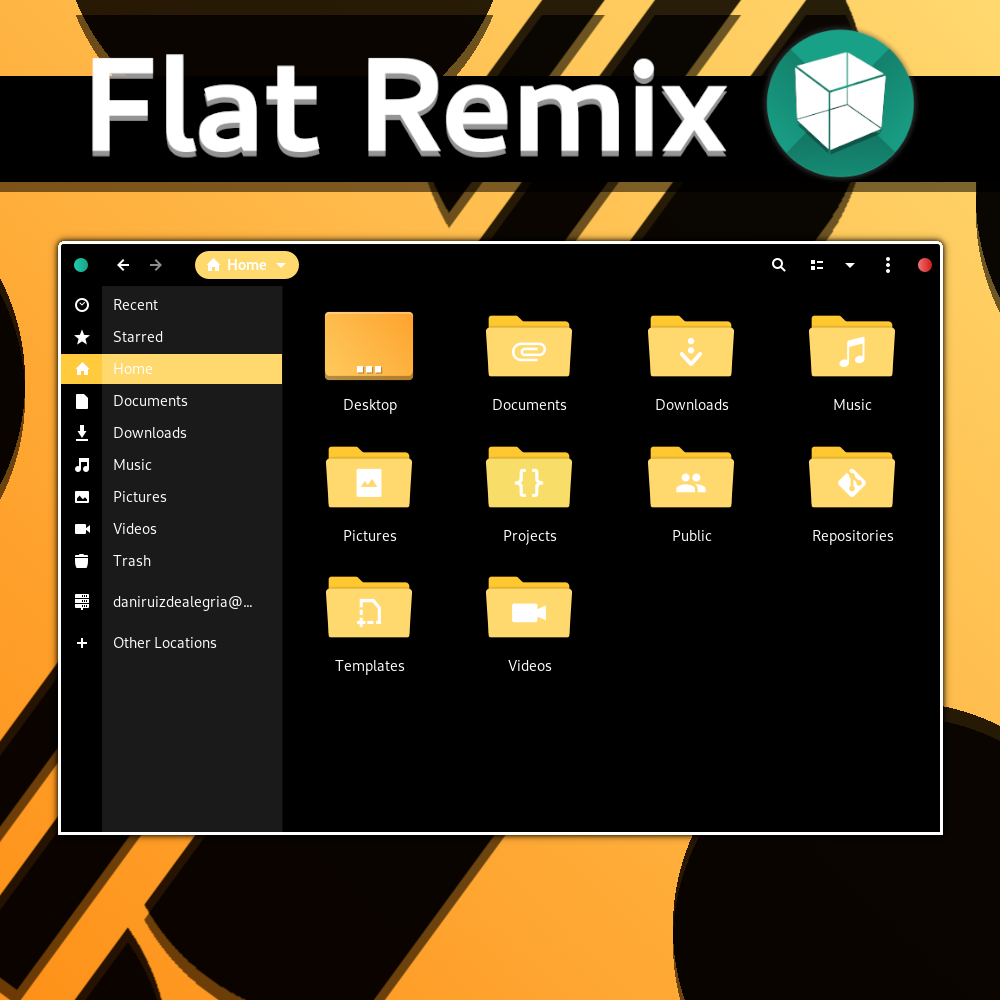 Flat Remix
Home
Recent
Starred
Home
Documents
Downloads
Music
Pictures
Videos
Trash
daniruizdealegria@...
Other Locations
Desktop Documents Downloads Music
Pictures Projects Public Repositories
Templates Videos